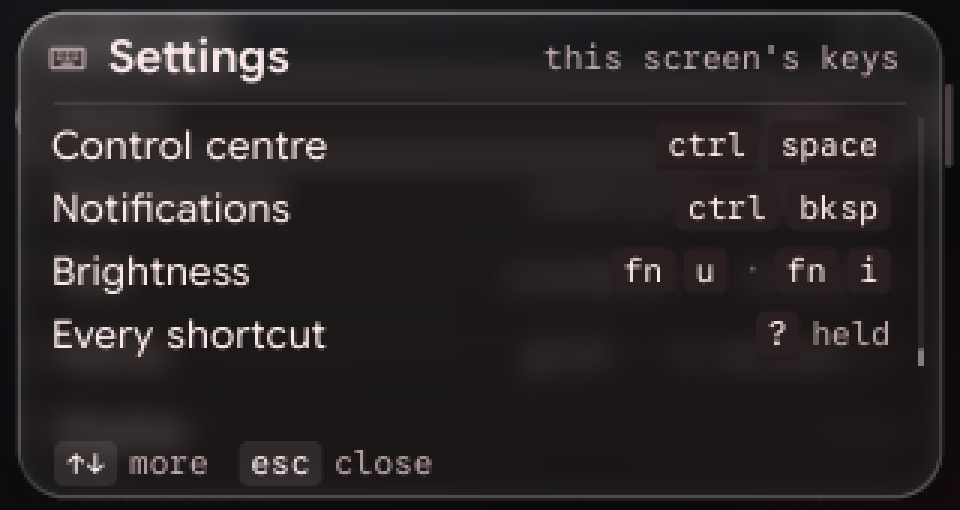 Settings this screen's keys
Control centre ctrl space
Notifications ctrl bksp
Brightness fn u · fn i
Every shortcut ? held
↑↓ more esc close